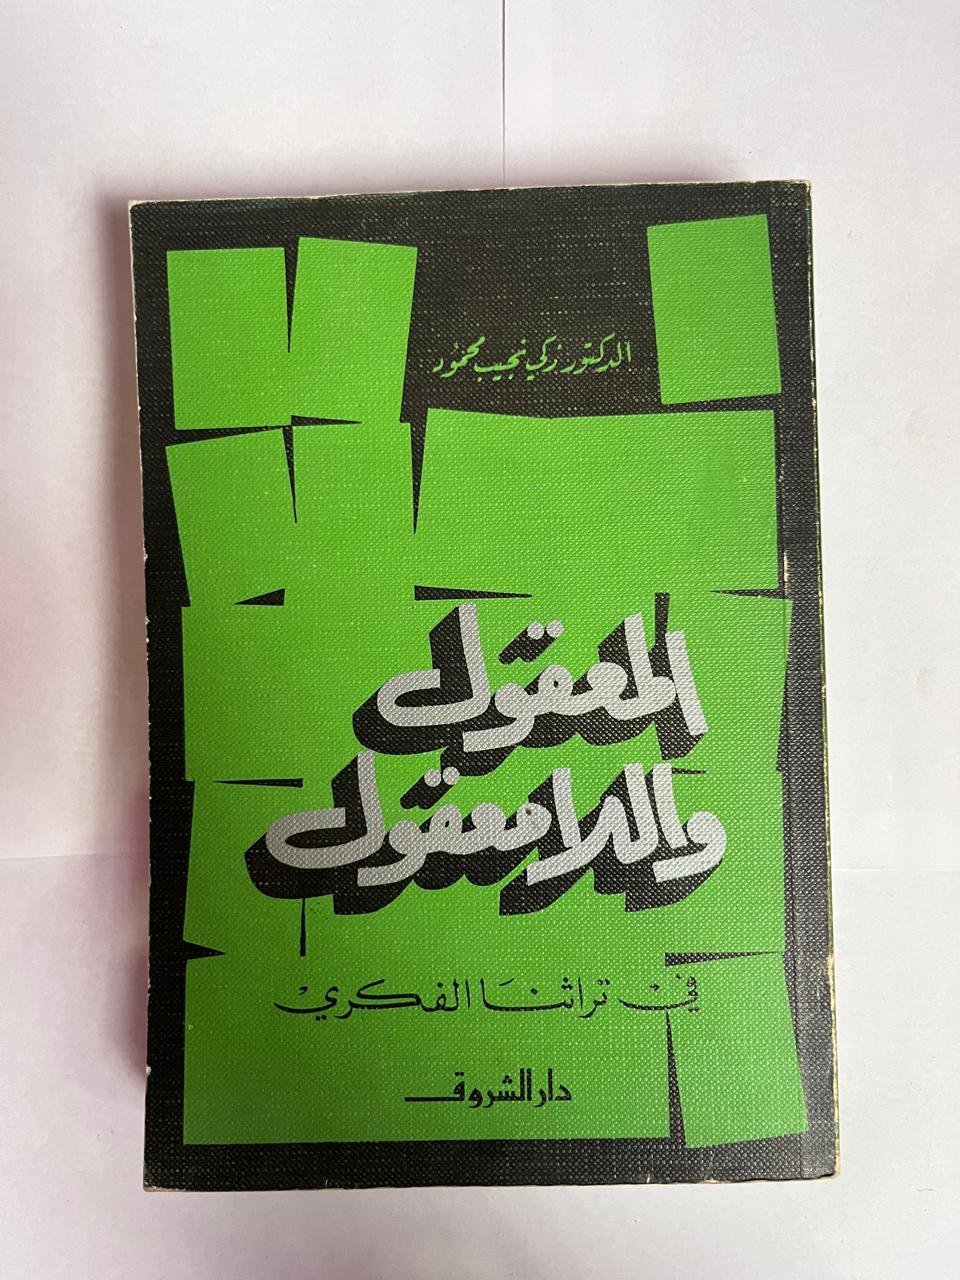 الدكتور زكي نجيب محمود
المعقول
واللامعقول
في تراثنا الفكري
دار الشروق